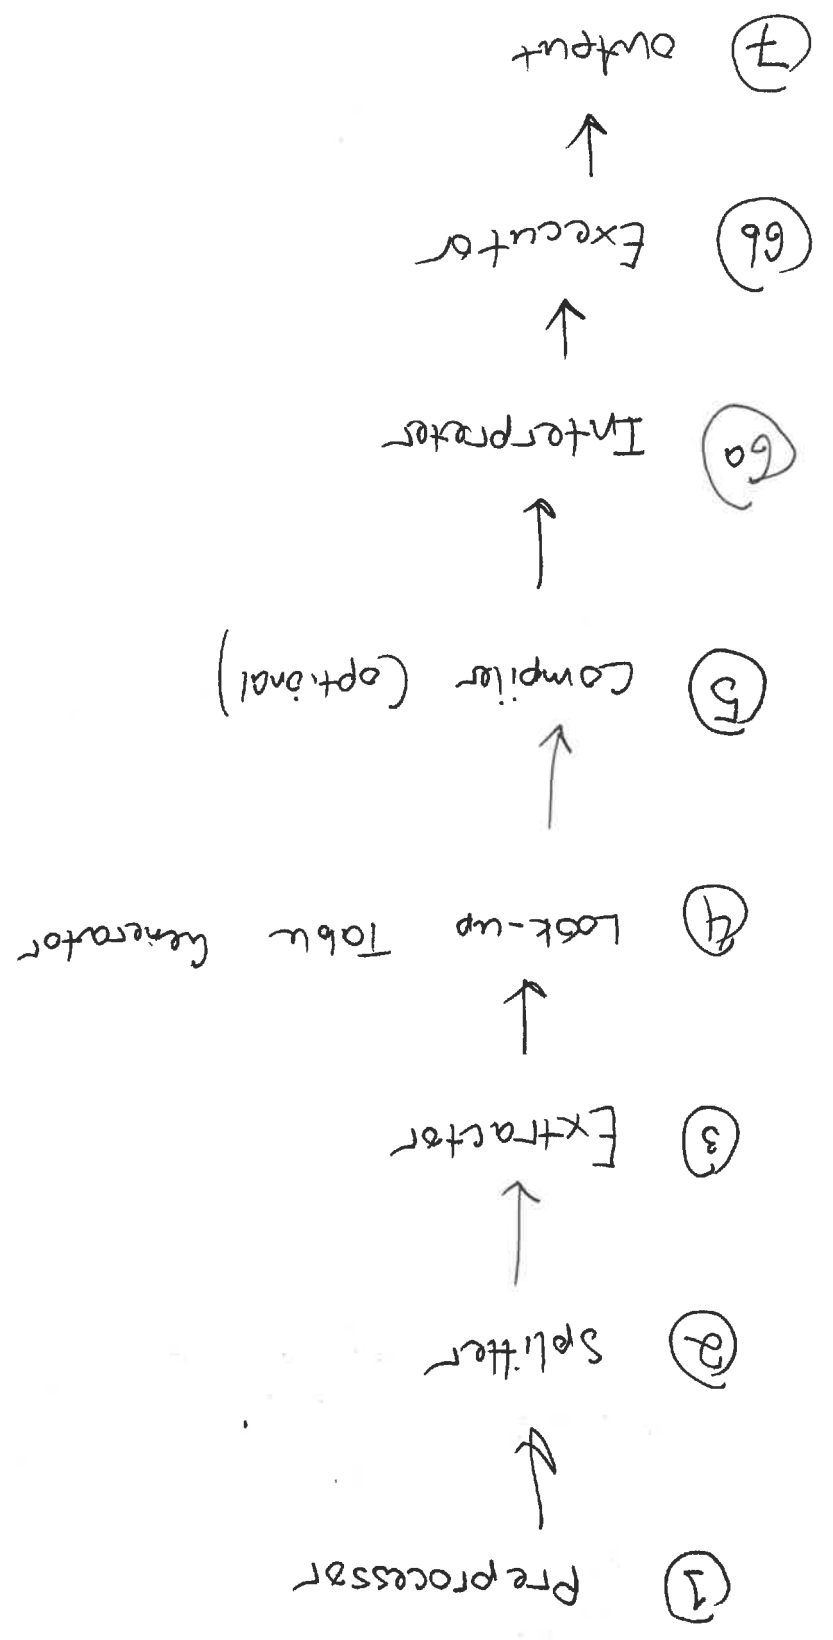 ① Preprocessor
② Splitter
③ Extractor
④ Look-up Table Generator
⑤ Compiler (optional)
6a Interpreter
6b Executor
⑦ output